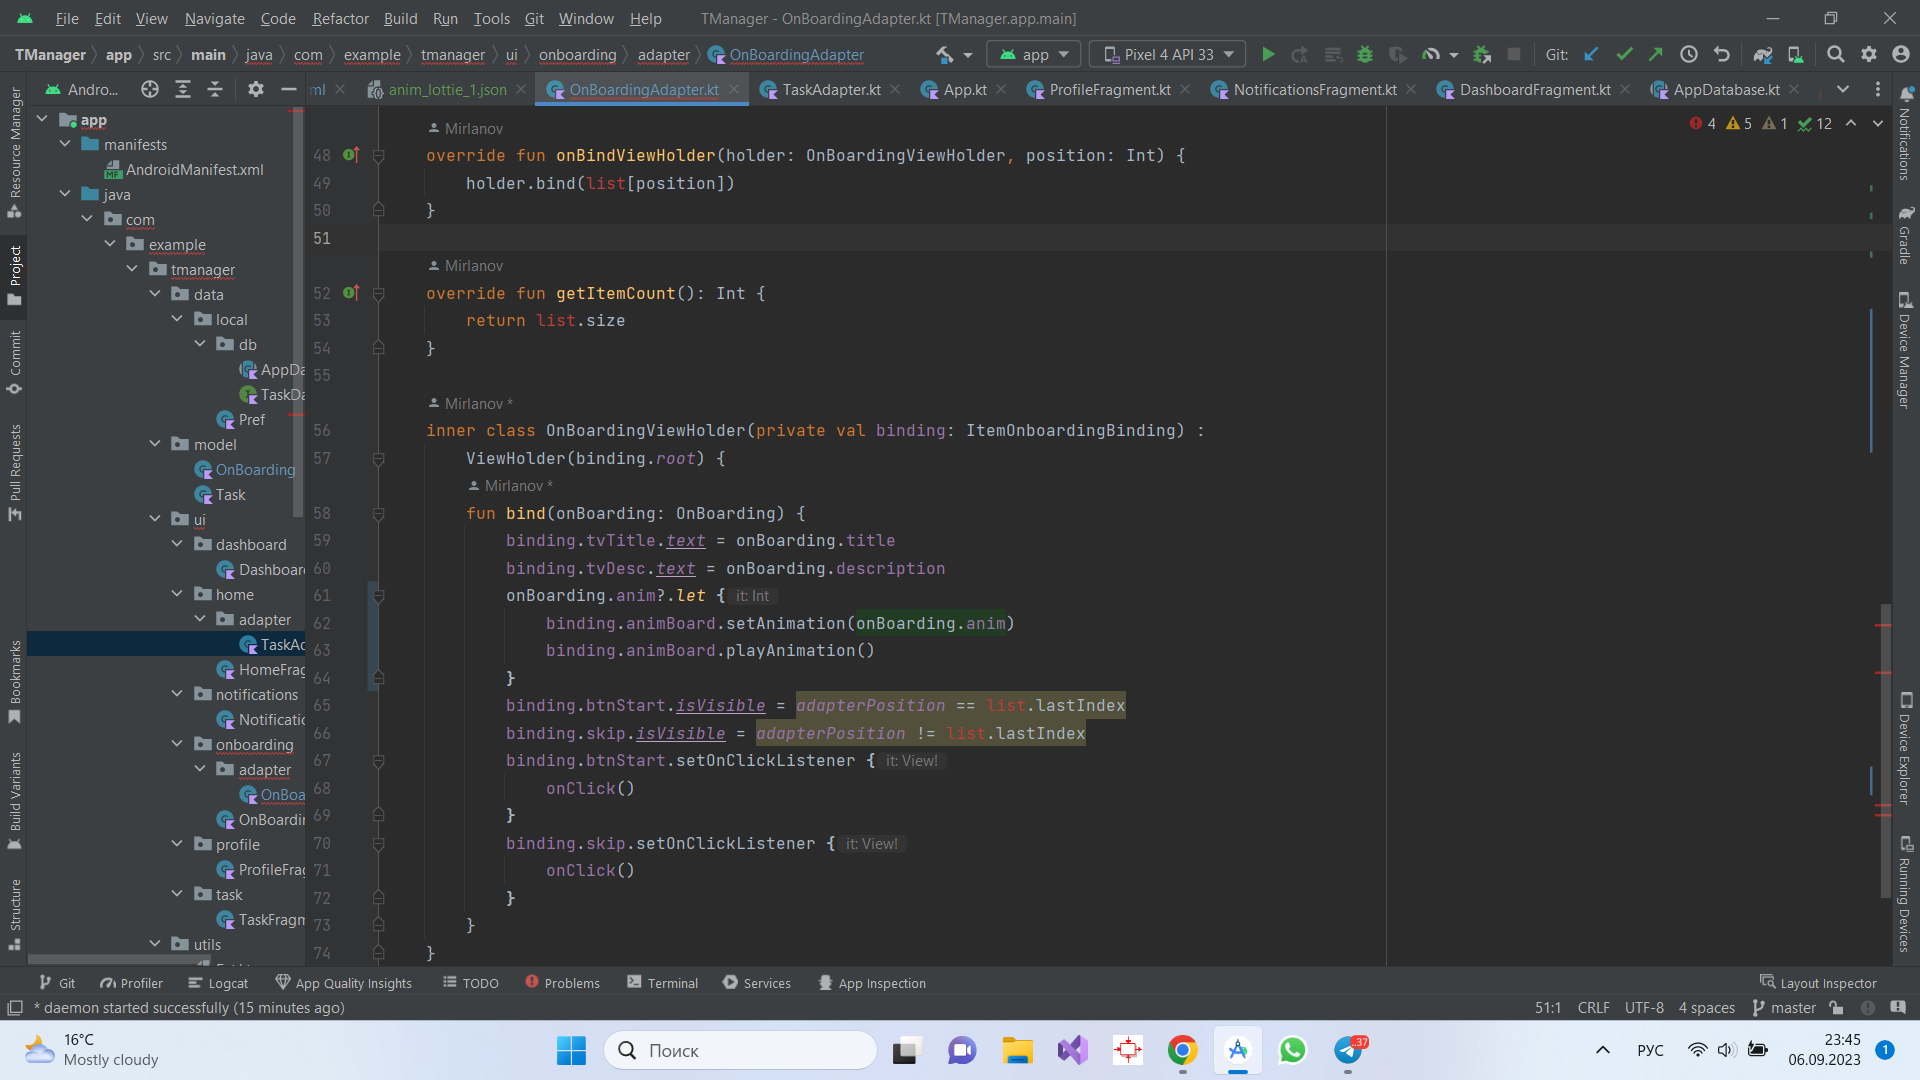 File Edit View Navigate Code Refactor Build Run Tools Git Window Help TManager - OnBoardingAdapter.kt [TManager.app.main]
TManager app src main java com example tmanager ui onboarding adapter OnBoardingAdapter app Pixel 4 API 33 Git:
Andro... ml anim_lottie_1.json OnBoardingAdapter.kt TaskAdapter.kt App.kt ProfileFragment.kt NotificationsFragment.kt DashboardFragment.kt AppDatabase.kt
4 5 1 12
Resource Manager
Project
Commit
Pull Requests
Bookmarks
Build Variants
Structure
app
manifests
AndroidManifest.xml
java
com
example
tmanager
data
local
db
AppDa
TaskDa
Pref
model
OnBoarding
Task
ui
dashboard
Dashboar
home
adapter
TaskAd
HomeFrag
notifications
Notificatio
onboarding
adapter
OnBoa
OnBoardin
profile
ProfileFrag
task
TaskFragm
utils
Mirlanov
48 override fun onBindViewHolder(holder: OnBoardingViewHolder, position: Int) {
49 holder.bind(list[position])
50 }
51
Mirlanov
52 override fun getItemCount(): Int {
53 return list.size
54 }
55
Mirlanov *
56 inner class OnBoardingViewHolder(private val binding: ItemOnboardingBinding) :
57 ViewHolder(binding.root) {
Mirlanov *
58 fun bind(onBoarding: OnBoarding) {
59 binding.tvTitle.text = onBoarding.title
60 binding.tvDesc.text = onBoarding.description
61 onBoarding.anim?.let { it: Int
62 binding.animBoard.setAnimation(onBoarding.anim)
63 binding.animBoard.playAnimation()
64 }
65 binding.btnStart.isVisible = adapterPosition == list.lastIndex
66 binding.skip.isVisible = adapterPosition != list.lastIndex
67 binding.btnStart.setOnClickListener { it: View!
68 onClick()
69 }
70 binding.skip.setOnClickListener { it: View!
71 onClick()
72 }
73 }
74 }
Notifications
Gradle
Device Manager
Device Explorer
Running Devices
Git Profiler Logcat App Quality Insights TODO Problems Terminal Services App Inspection Layout Inspector
* daemon started successfully (15 minutes ago) 51:1 CRLF UTF-8 4 spaces master
16°C
Mostly cloudy
Поиск
37
РУС
23:45
06.09.2023
1